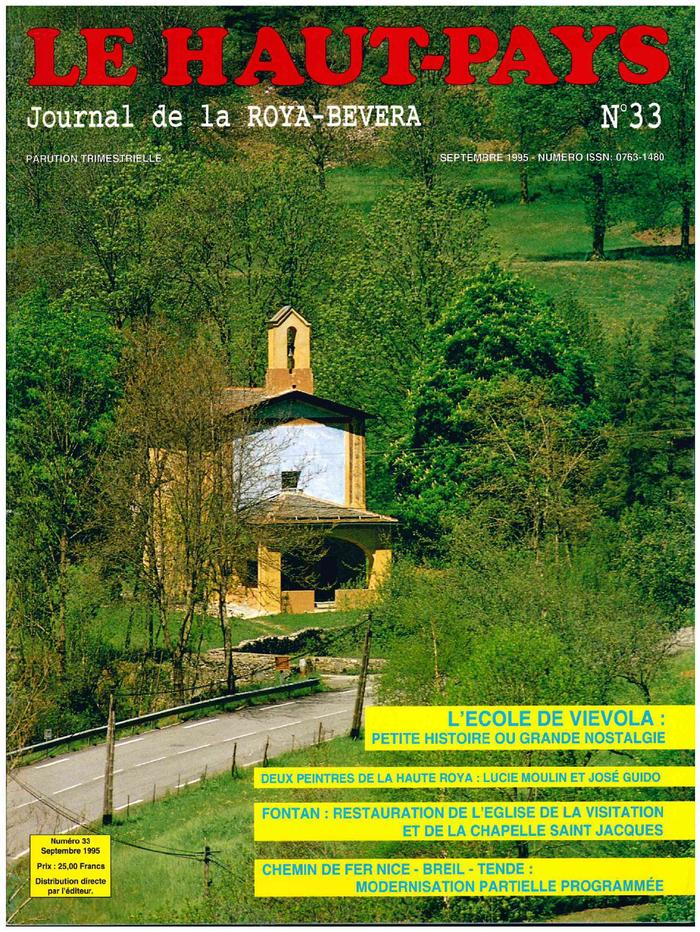 LE HAUT-PAYS
Journal de la ROYA-BEVERA N°33
PARUTION TRIMESTRIELLE SEPTEMBRE 1995 - NUMERO ISSN: 0763-1480
L'ECOLE DE VIEVOLA :
PETITE HISTOIRE OU GRANDE NOSTALGIE
DEUX PEINTRES DE LA HAUTE ROYA : LUCIE MOULIN ET JOSÉ GUIDO
FONTAN : RESTAURATION DE L'EGLISE DE LA VISITATION
ET DE LA CHAPELLE SAINT JACQUES
CHEMIN DE FER NICE - BREIL - TENDE :
MODERNISATION PARTIELLE PROGRAMMÉE
Numéro 33
Septembre 1995
Prix : 25,00 Francs
Distribution directe
par l'éditeur.